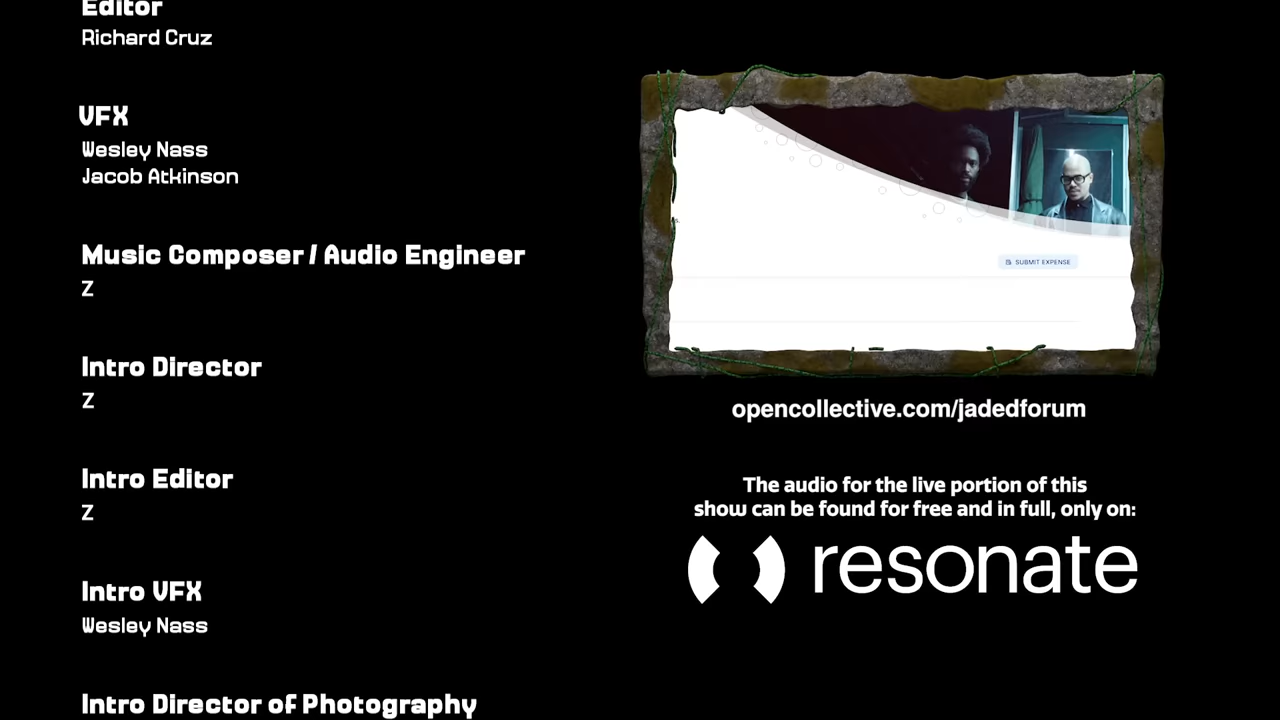 Editor
Richard Cruz
VFX
Wesley Nass
Jacob Atkinson
Music Composer / Audio Engineer
Z
Intro Director
Z
Intro Editor
Z
Intro VFX
Wesley Nass
Intro Director of Photography
SUBMIT EXPENSE
opencollective.com/jadedforum
The audio for the live portion of this
show can be found for free and in full, only on:
resonate